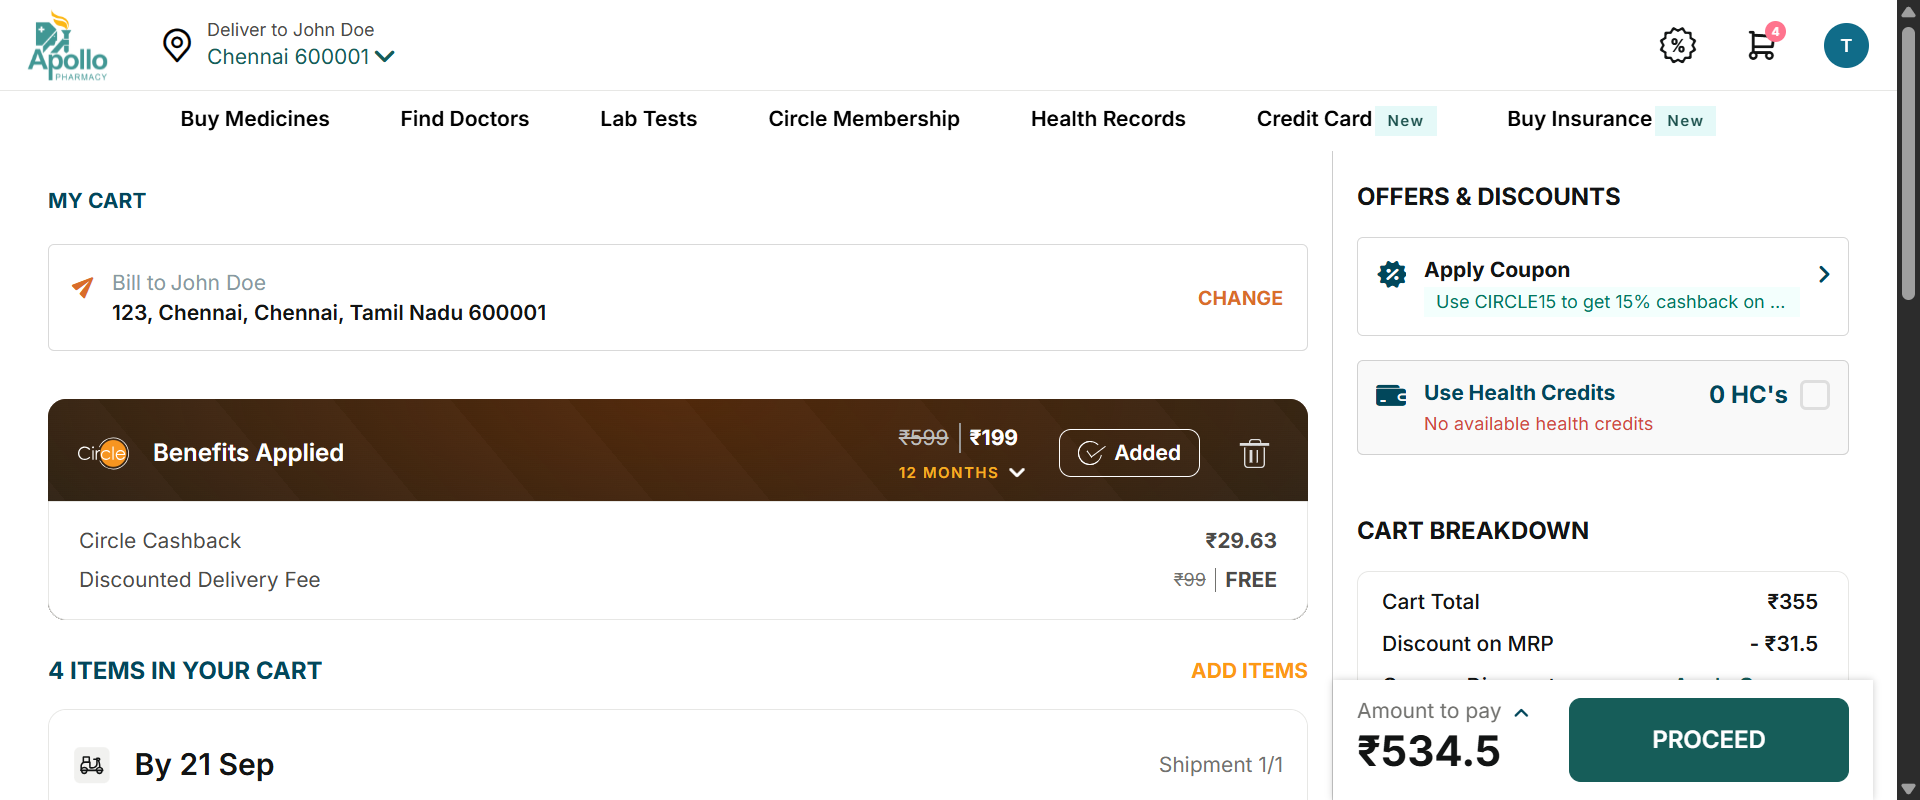 Apollo
PHARMACY
Deliver to John Doe
Chennai 600001
%
4
T
Buy Medicines
Find Doctors
Lab Tests
Circle Membership
Health Records
Credit Card New
Buy Insurance New
MY CART
Bill to John Doe
123, Chennai, Chennai, Tamil Nadu 600001
CHANGE
Circle
Benefits Applied
₹599 ₹199
12 MONTHS
Added
Circle Cashback ₹29.63
Discounted Delivery Fee ₹99 FREE
4 ITEMS IN YOUR CART
ADD ITEMS
By 21 Sep
Shipment 1/1
OFFERS & DISCOUNTS
Apply Coupon
Use CIRCLE15 to get 15% cashback on ...
Use Health Credits 0 HC's
No available health credits
CART BREAKDOWN
Cart Total ₹355
Discount on MRP - ₹31.5
Amount to pay
₹534.5
PROCEED